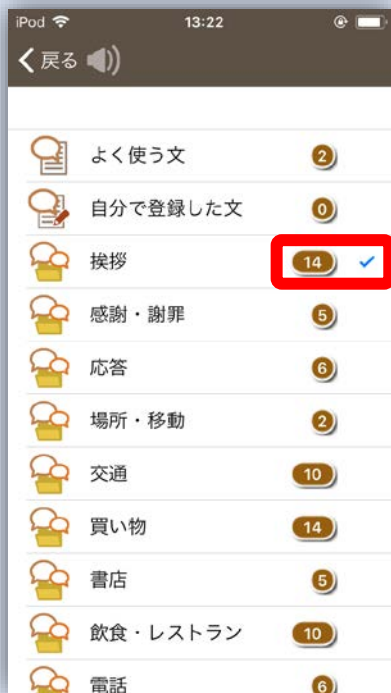 iPod 13:22
戻る
よく使う文 2
自分で登録した文 0
挨拶 14
感謝・謝罪 5
応答 6
場所・移動 2
交通 10
買い物 14
書店 5
飲食・レストラン 10
電話 6